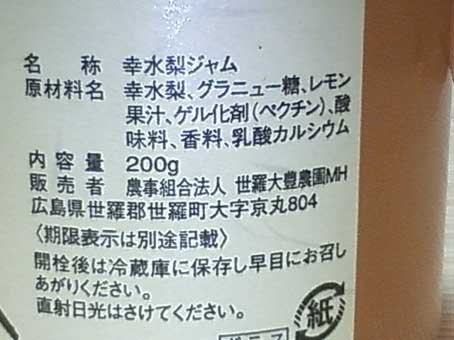 名　称　幸水梨ジャム
原材料名　幸水梨、グラニュー糖、レモン
果汁、ゲル化剤(ペクチン)、酸
味料、香料、乳酸カルシウム
内容量　200g
販売者　農事組合法人 世羅大豊農園MH
広島県世羅郡世羅町大字京丸804
〈期限表示は別途記載〉
開栓後は冷蔵庫に保存し早目にお召し
あがりください。
直射日光はさけてください。
紙